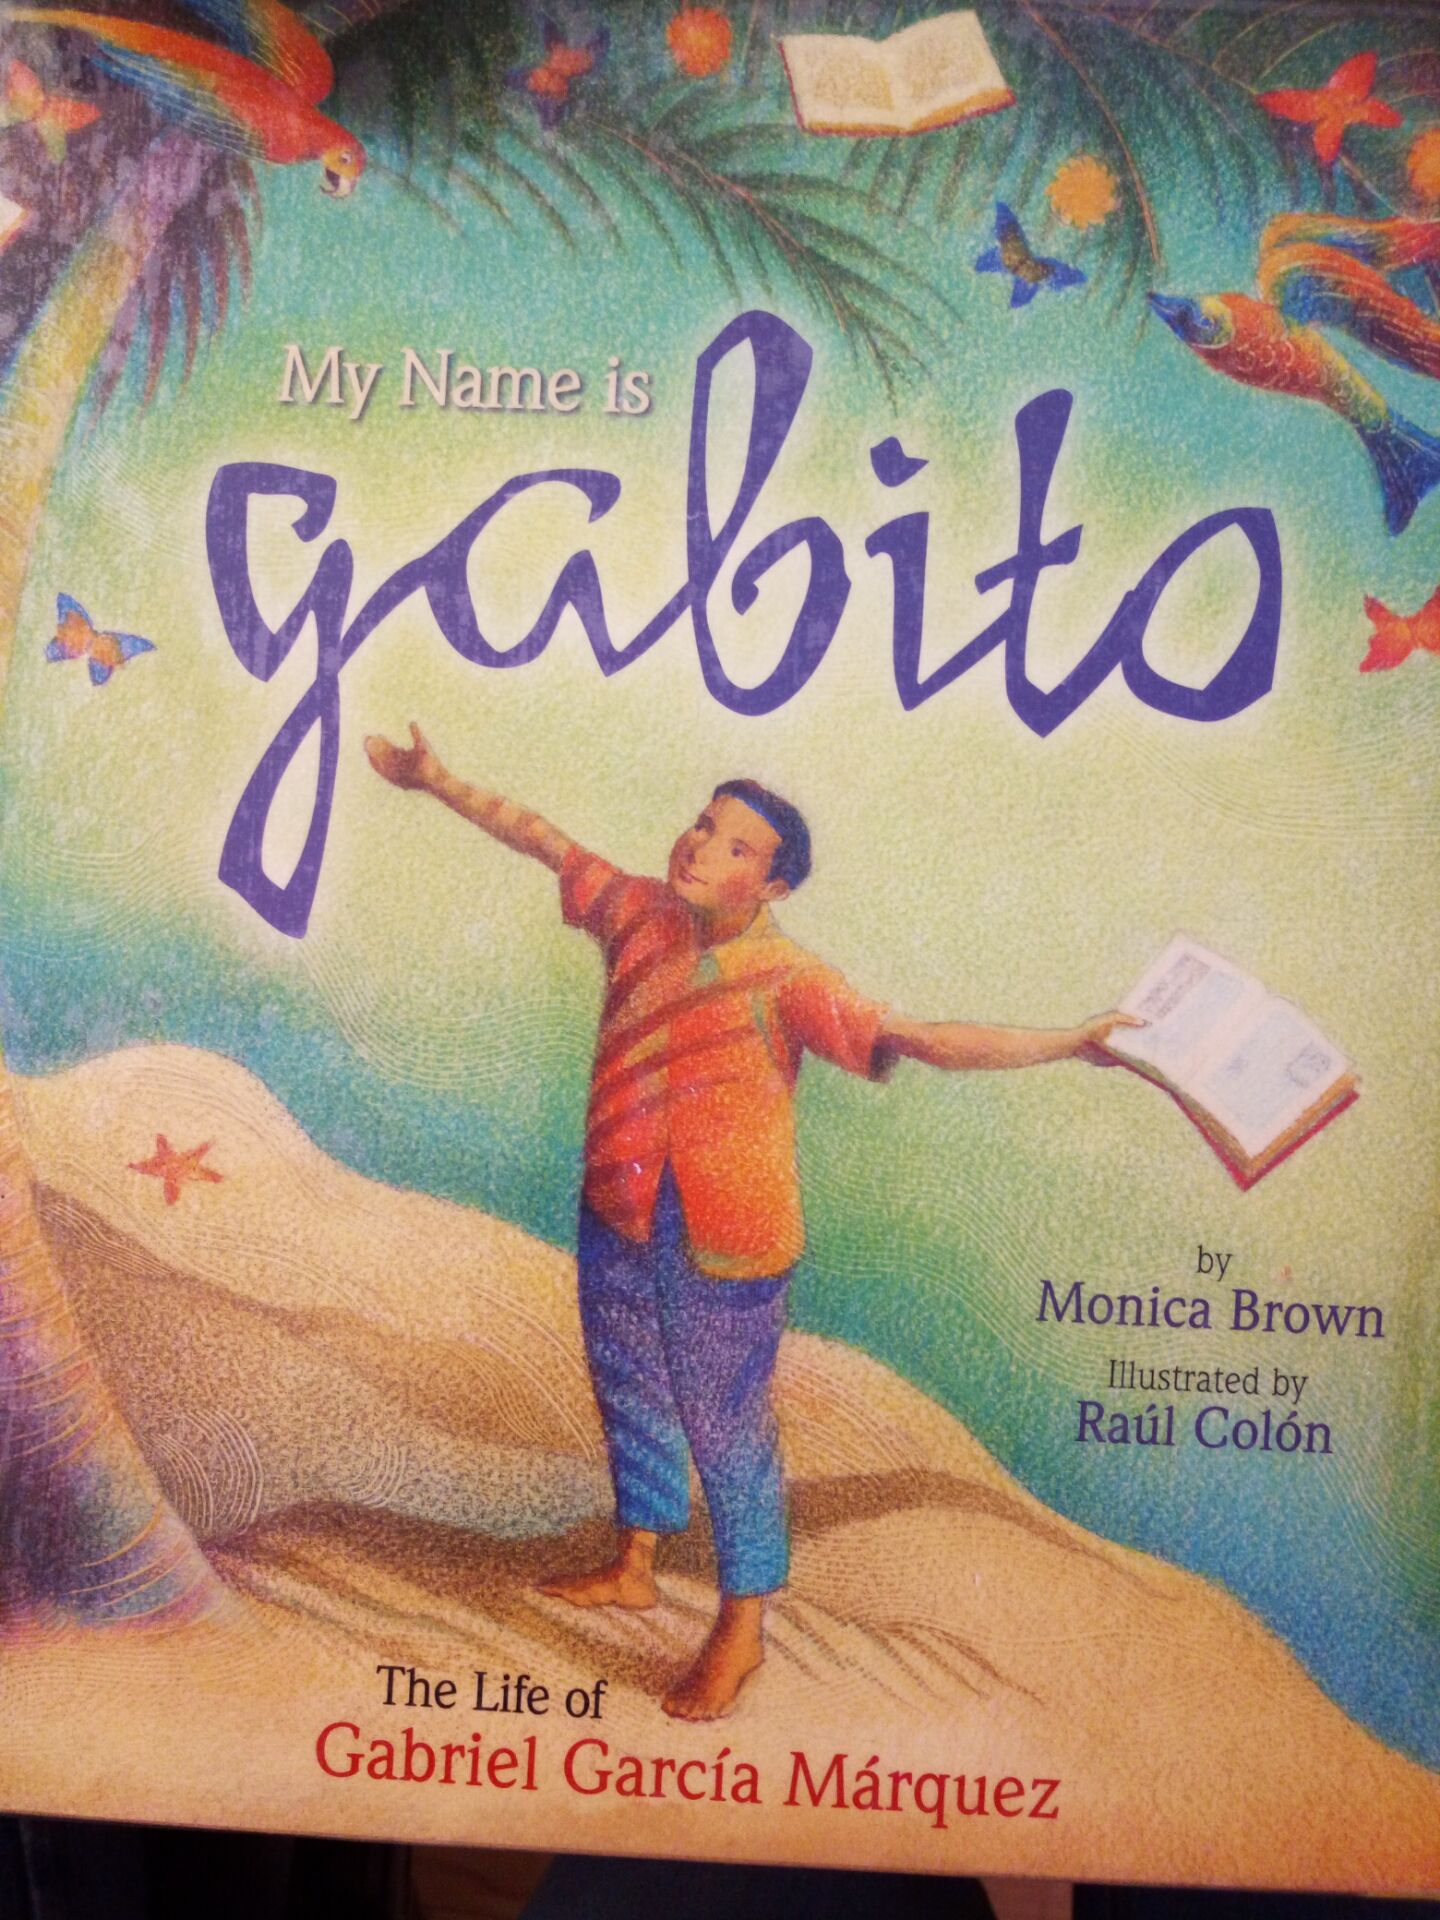 My Name is
gabito
by
Monica Brown
Illustrated by
Raúl Colón
The Life of
Gabriel García Márquez